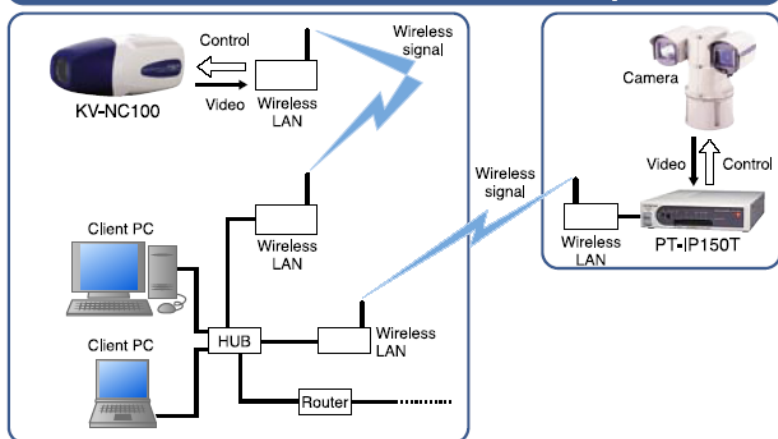 Control
Video
KV-NC100
Wireless
LAN
Wireless
signal
Wireless
LAN
Client PC
Client PC
HUB
Wireless
LAN
Router
Wireless
signal
Camera
Video
Control
Wireless
LAN
PT-IP150T